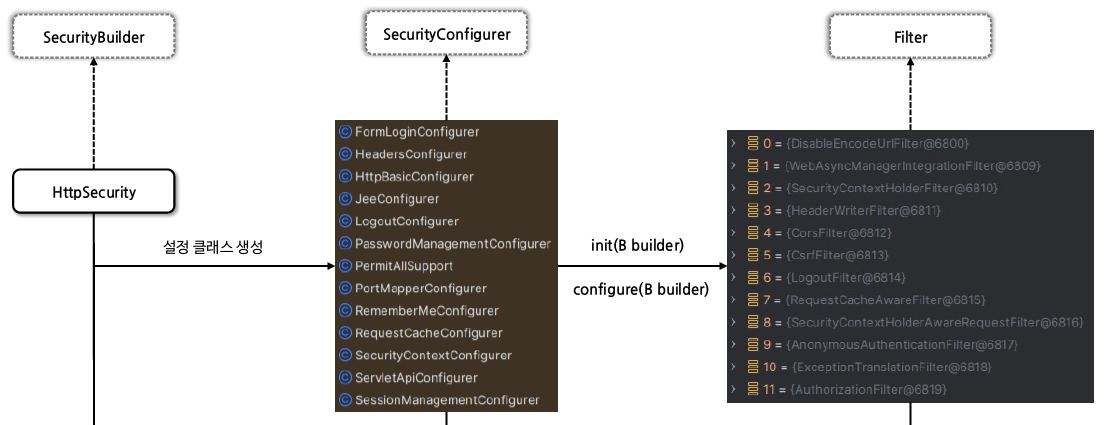 SecurityBuilder
SecurityConfigurer
Filter
HttpSecurity
설정 클래스 생성
FormLoginConfigurer
HeadersConfigurer
HttpBasicConfigurer
JeeConfigurer
LogoutConfigurer
PasswordManagementConfigurer
PermitAllSupport
PortMapperConfigurer
RememberMeConfigurer
RequestCacheConfigurer
SecurityContextConfigurer
ServletApiConfigurer
SessionManagementConfigurer
init(B builder)
configure(B builder)
0 = {DisableEncodeUrlFilter@6800}
1 = {WebAsyncManagerIntegrationFilter@6809}
2 = {SecurityContextHolderFilter@6810}
3 = {HeaderWriterFilter@6811}
4 = {CorsFilter@6812}
5 = {CsrfFilter@6813}
6 = {LogoutFilter@6814}
7 = {RequestCacheAwareFilter@6815}
8 = {SecurityContextHolderAwareRequestFilter@6816}
9 = {AnonymousAuthenticationFilter@6817}
10 = {ExceptionTranslationFilter@6818}
11 = {AuthorizationFilter@6819}